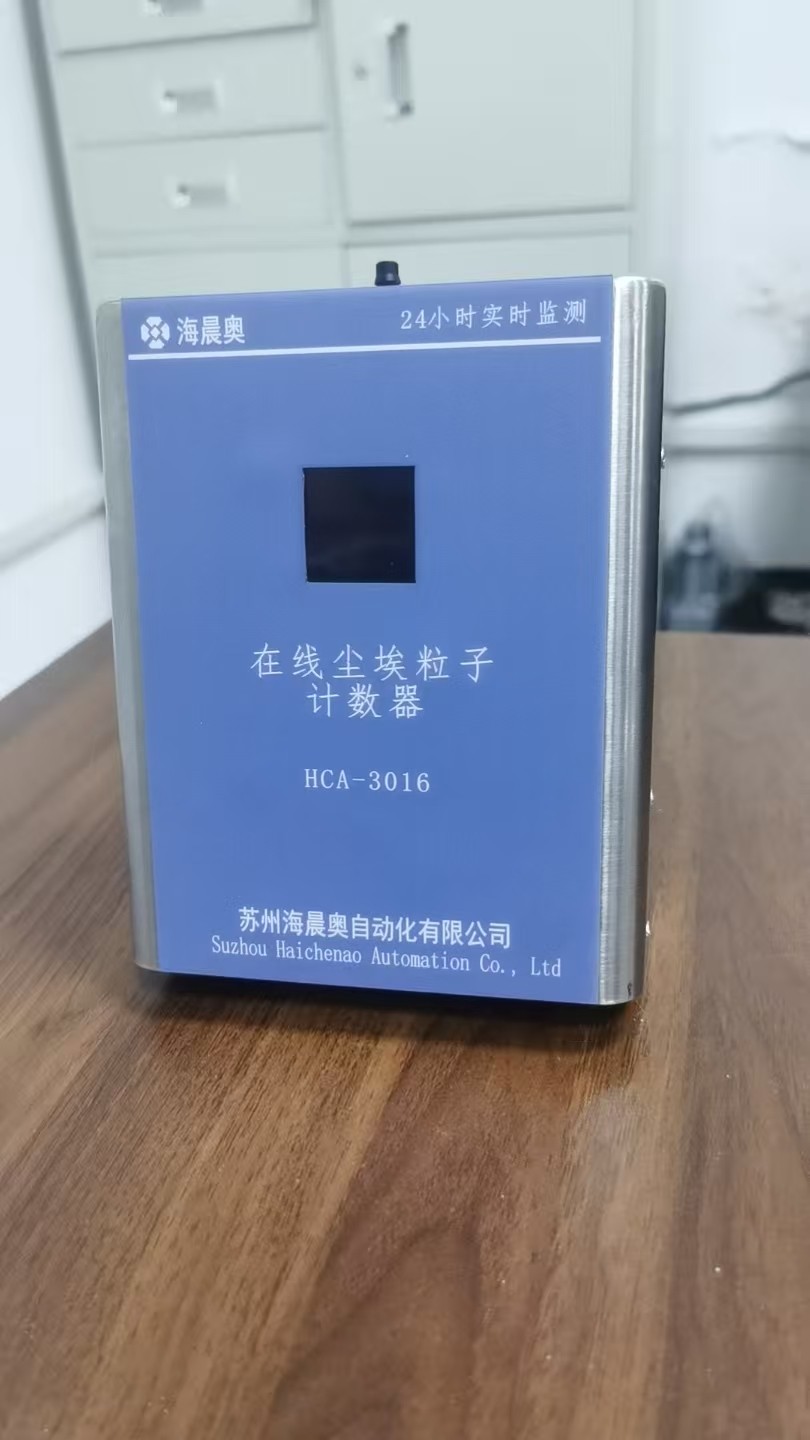 海晨奥 24小时实时监测
在线尘埃粒子
计数器
HCA-3016
苏州海晨奥自动化有限公司
Suzhou Haichenao Automation Co., Ltd